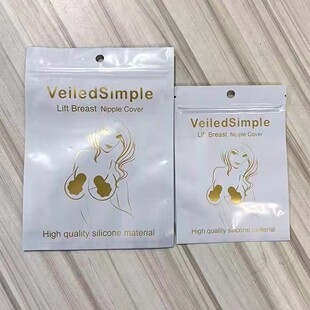 VeiledSimple
Lift Breast Nipple Cover
High quality silicone material
VeiledSimple
Lift Breast Nipple Cover
High quality silicone material